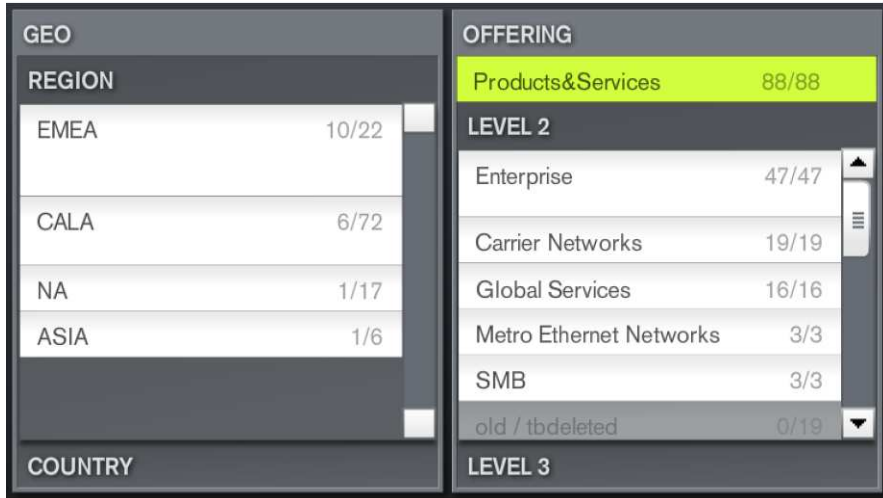 GEO
REGION
EMEA 10/22
CALA 6/72
NA 1/17
ASIA 1/6
COUNTRY
OFFERING
Products&Services 88/88
LEVEL 2
Enterprise 47/47
Carrier Networks 19/19
Global Services 16/16
Metro Ethernet Networks 3/3
SMB 3/3
old / tbdeleted 0/19
LEVEL 3